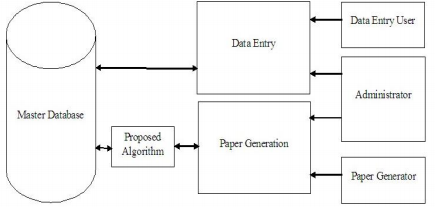 Data Entry User
Data Entry
Administrator
Master Database
Proposed
Algorithm
Paper Generation
Paper Generator